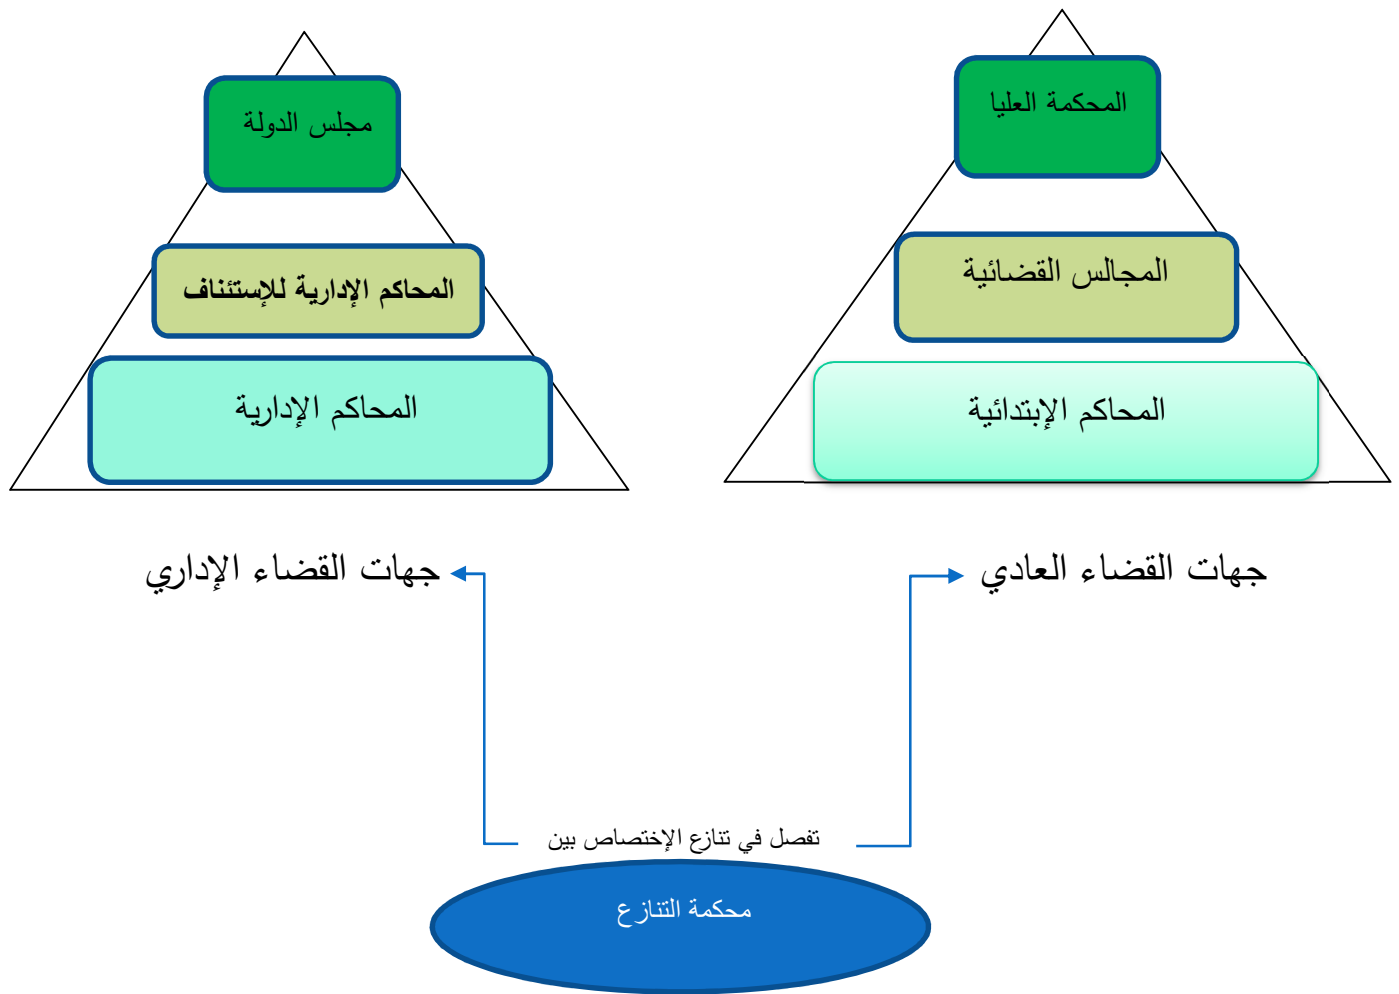 المحكمة العليا
مجلس الدولة
المجالس القضائية
المحاكم الإدارية للإستئناف
المحاكم الإبتدائية
المحاكم الإدارية
جهات القضاء العادي
جهات القضاء الإداري
تفصل في تنازع الإختصاص بين
محكمة التنازع